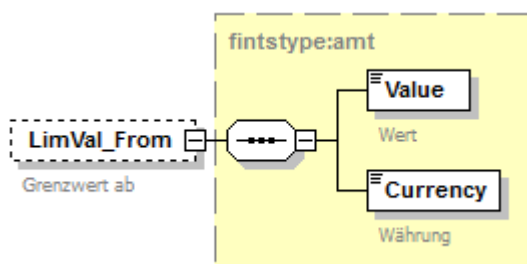 fintstype:amt
Value
Wert
LimVal_From
Grenzwert ab
Currency
Währung